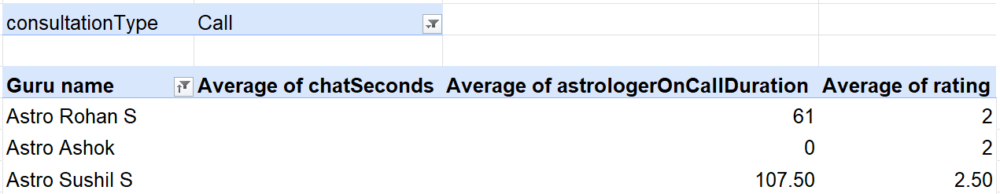 consultationType Call
Guru name Average of chatSeconds Average of astrologerOnCallDuration Average of rating
Astro Rohan S 61 2
Astro Ashok 0 2
Astro Sushil S 107.50 2.50